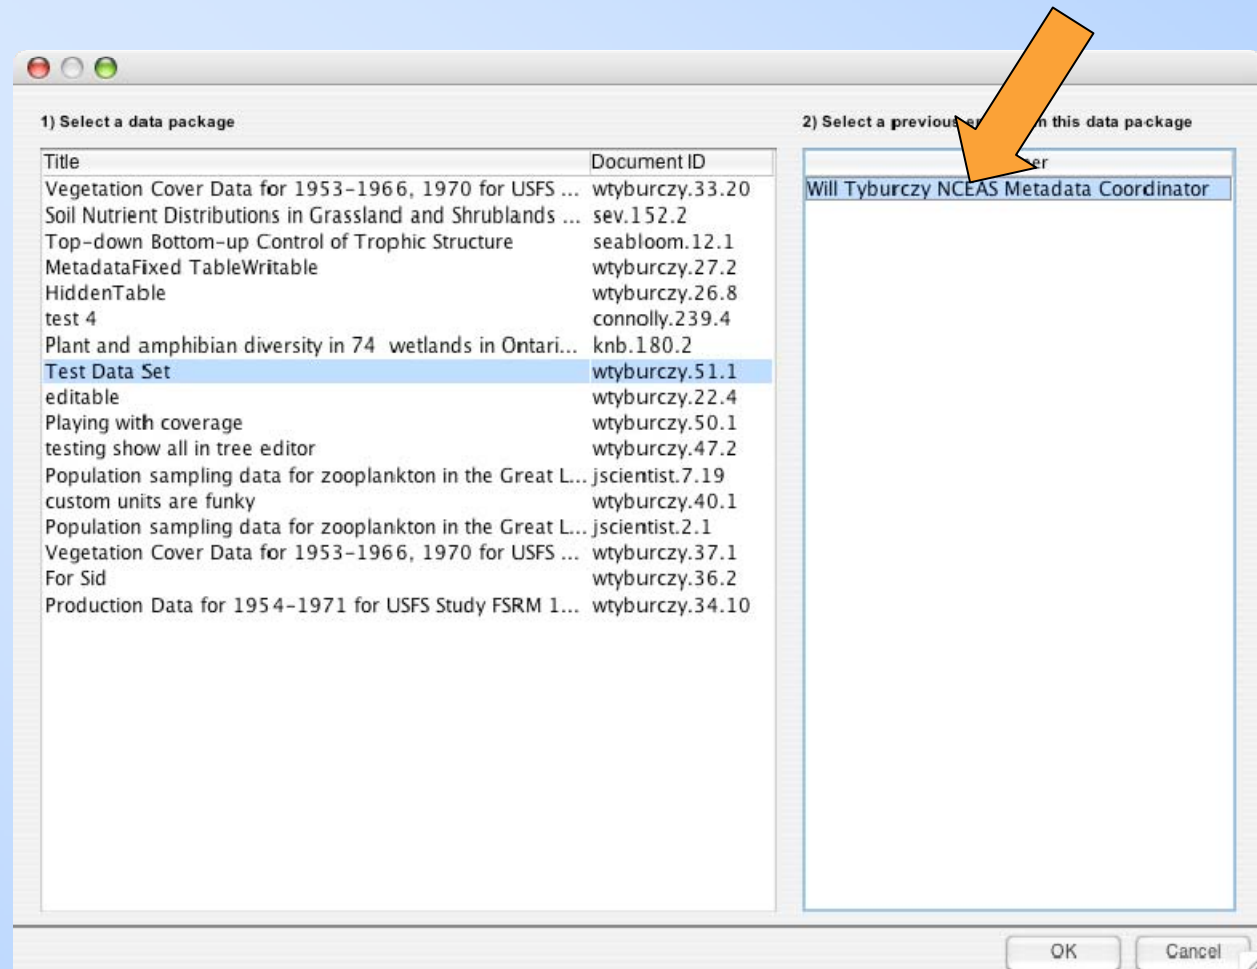 1) Select a data package
2) Select a previous this data package
Title Document ID
Vegetation Cover Data for 1953-1966, 1970 for USFS ... wtyburczy.33.20
Soil Nutrient Distributions in Grassland and Shrublands ... sev.152.2
Top-down Bottom-up Control of Trophic Structure seabloom.12.1
MetadataFixed TableWritable wtyburczy.27.2
HiddenTable wtyburczy.26.8
test 4 connolly.239.4
Plant and amphibian diversity in 74 wetlands in Ontari... knb.180.2
Test Data Set wtyburczy.51.1
editable wtyburczy.22.4
Playing with coverage wtyburczy.50.1
testing show all in tree editor wtyburczy.47.2
Population sampling data for zooplankton in the Great L... jscientist.7.19
custom units are funky wtyburczy.40.1
Population sampling data for zooplankton in the Great L... jscientist.2.1
Vegetation Cover Data for 1953-1966, 1970 for USFS ... wtyburczy.37.1
For Sid wtyburczy.36.2
Production Data for 1954-1971 for USFS Study FSRM 1... wtyburczy.34.10
Will Tyburczy NCEAS Metadata Coordinator
OK Cancel